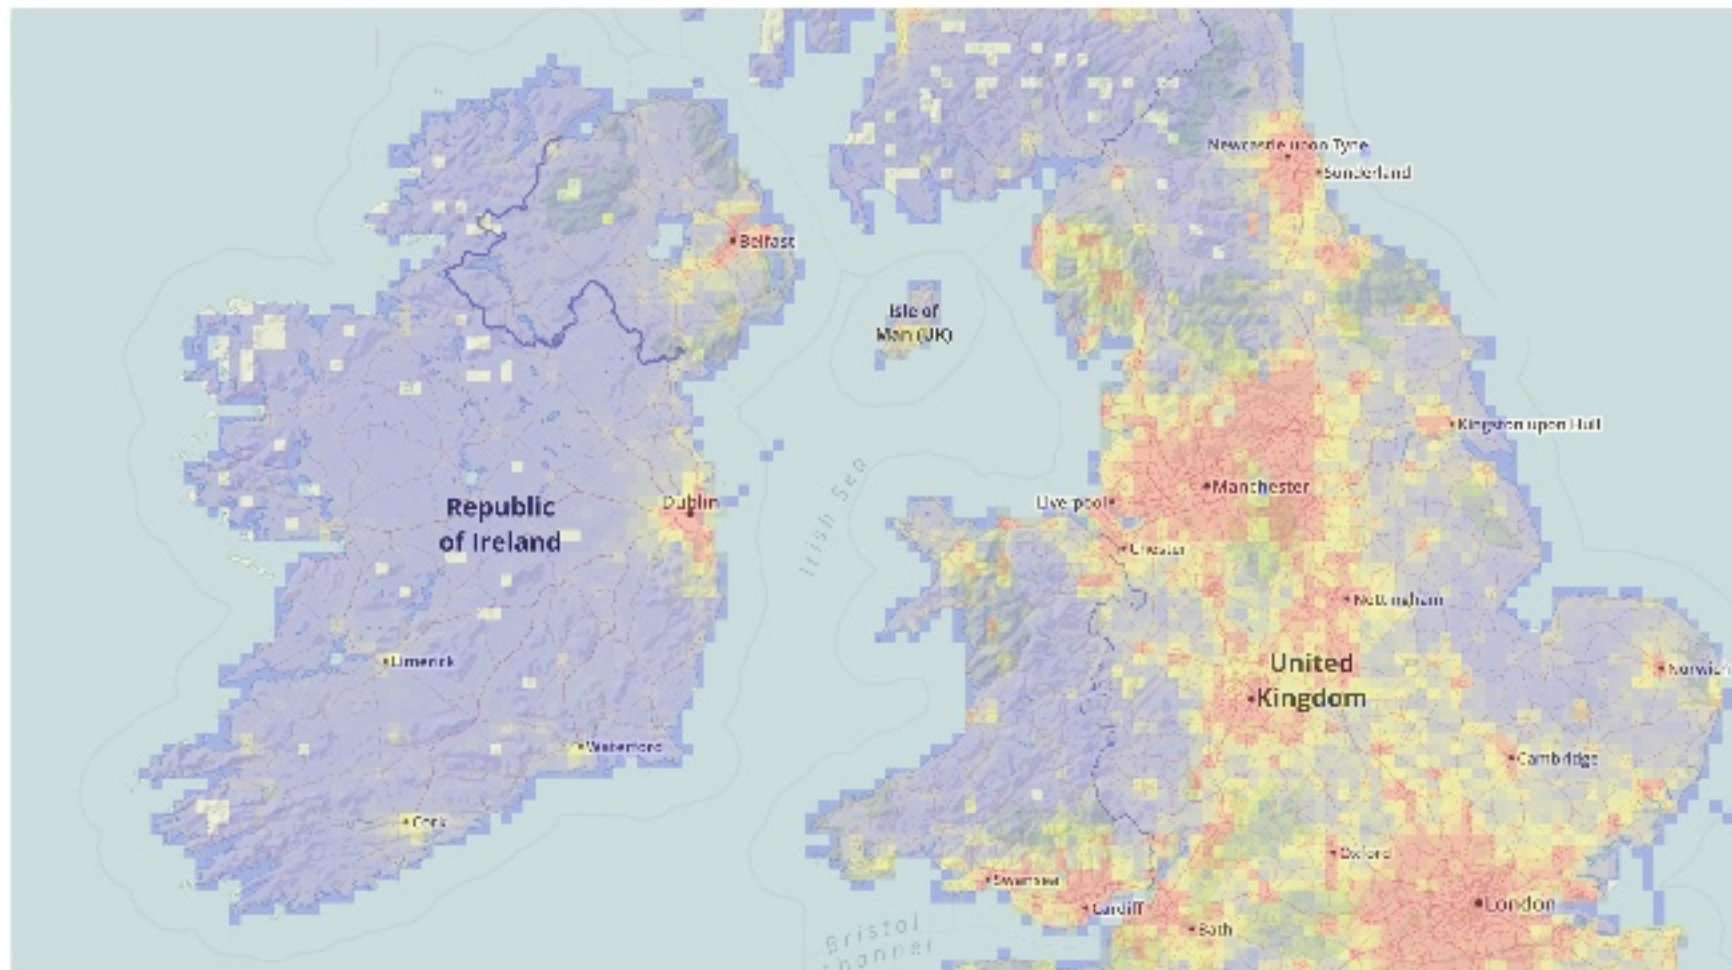 Newcastle upon Tyne
Sunderland
Belfast
Isle of
Man (UK)
Kingston upon Hull
Manchester
Liverpool
Dublin
Republic
of Ireland
Irish Sea
Chester
Nottingham
Limerick
United
Kingdom
Norwich
Waterford
Cambridge
Cork
Oxford
Swansea
Cardiff
London
Bath
Bristol
Channel